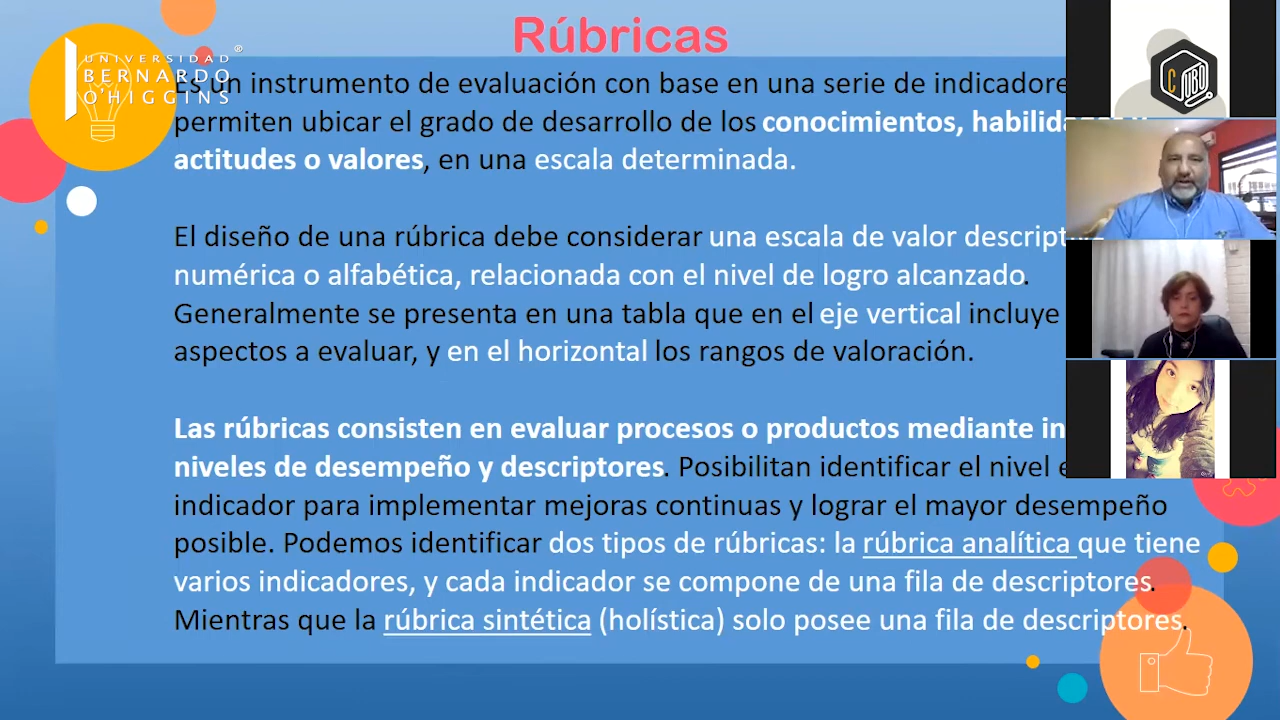 Rúbricas
UNIVERSIDAD
BERNARDO
O'HIGGINS
®
Es un instrumento de evaluación con base en una serie de
permiten ubicar el grado de desarrollo de los conocimientos,
actitudes o valores, en una escala determinada.
El diseño de una rúbrica debe considerar una escala de valor
numérica o alfabética, relacionada con el nivel de logro alcanzado.
Generalmente se presenta en una tabla que en el eje vertical incluye
aspectos a evaluar, y en el horizontal los rangos de valoración.
Las rúbricas consisten en evaluar procesos o productos mediante
niveles de desempeño y descriptores. Posibilitan identificar el nivel
indicador para implementar mejoras continuas y lograr el mayor desempeño
posible. Podemos identificar dos tipos de rúbricas: la rúbrica analítica que tiene
varios indicadores, y cada indicador se compone de una fila de descriptores.
Mientras que la rúbrica sintética (holística) solo posee una fila de descriptores.